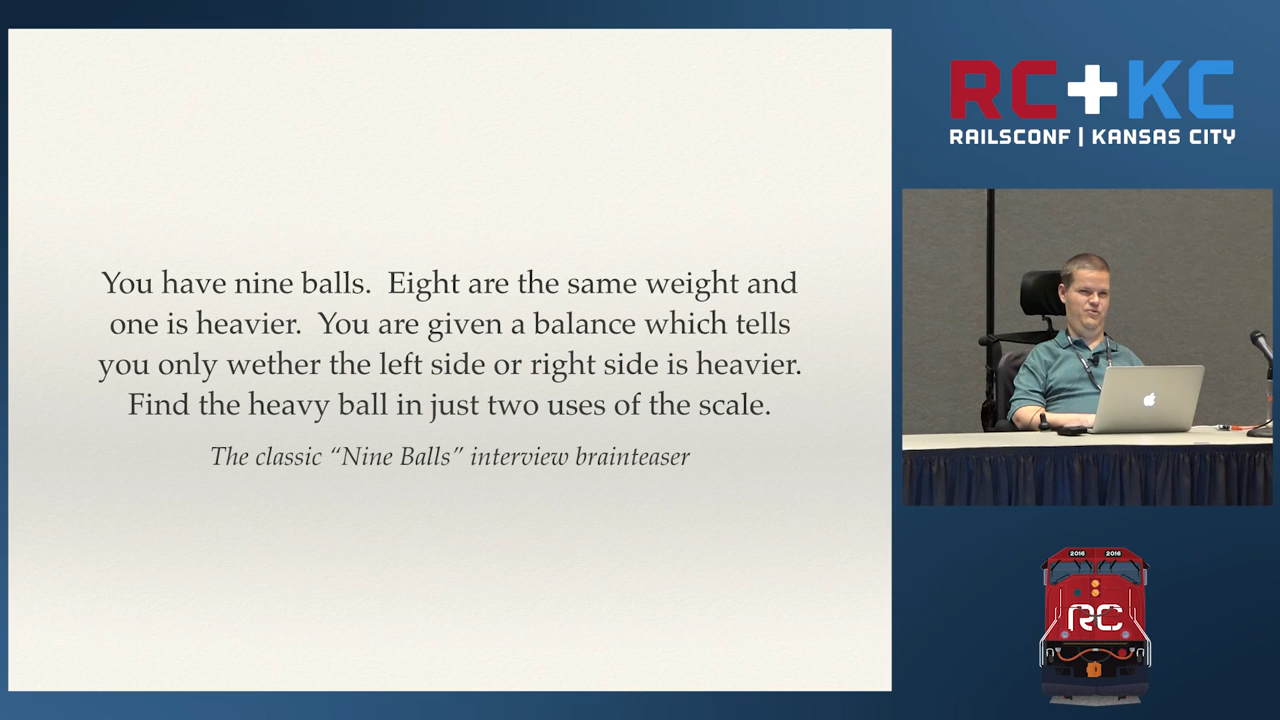 You have nine balls.  Eight are the same weight and
one is heavier.  You are given a balance which tells
you only wether the left side or right side is heavier.
Find the heavy ball in just two uses of the scale.
The classic “Nine Balls” interview brainteaser
RC+KC
RAILSCONF | KANSAS CITY
2016 2016
RC